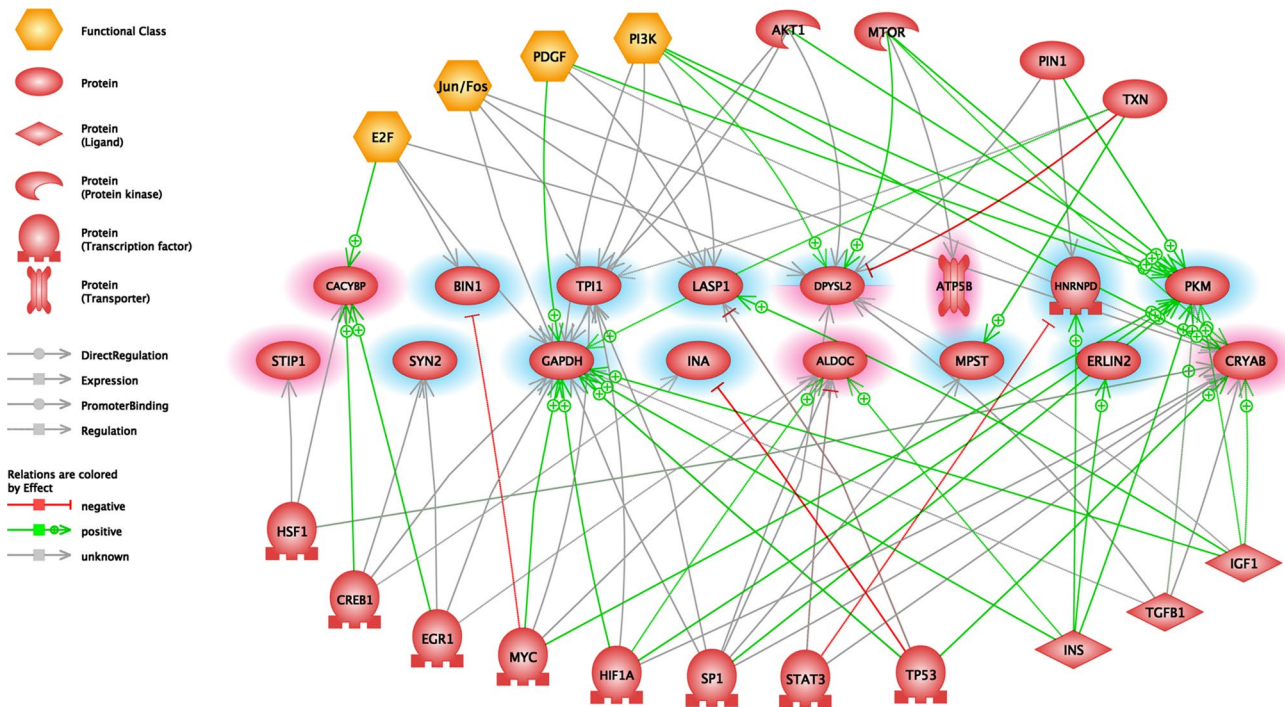 Functional Class
Protein
Protein
(Ligand)
Protein
(Protein kinase)
Protein
(Transcription factor)
Protein
(Transporter)
DirectRegulation
Expression
PromoterBinding
Regulation
Relations are colored
by Effect
negative
positive
unknown
E2F
Jun/Fos
PDGF
PI3K
AKT1
MTOR
PIN1
TXN
CACYBP
BIN1
TPI1
LASP1
DPYSL2
ATP5B
HNRNPD
PKM
STIP1
SYN2
GAPDH
INA
ALDOC
MPST
ERLIN2
CRYAB
HSF1
CREB1
EGR1
MYC
HIF1A
SP1
STAT3
TP53
INS
TGFB1
IGF1